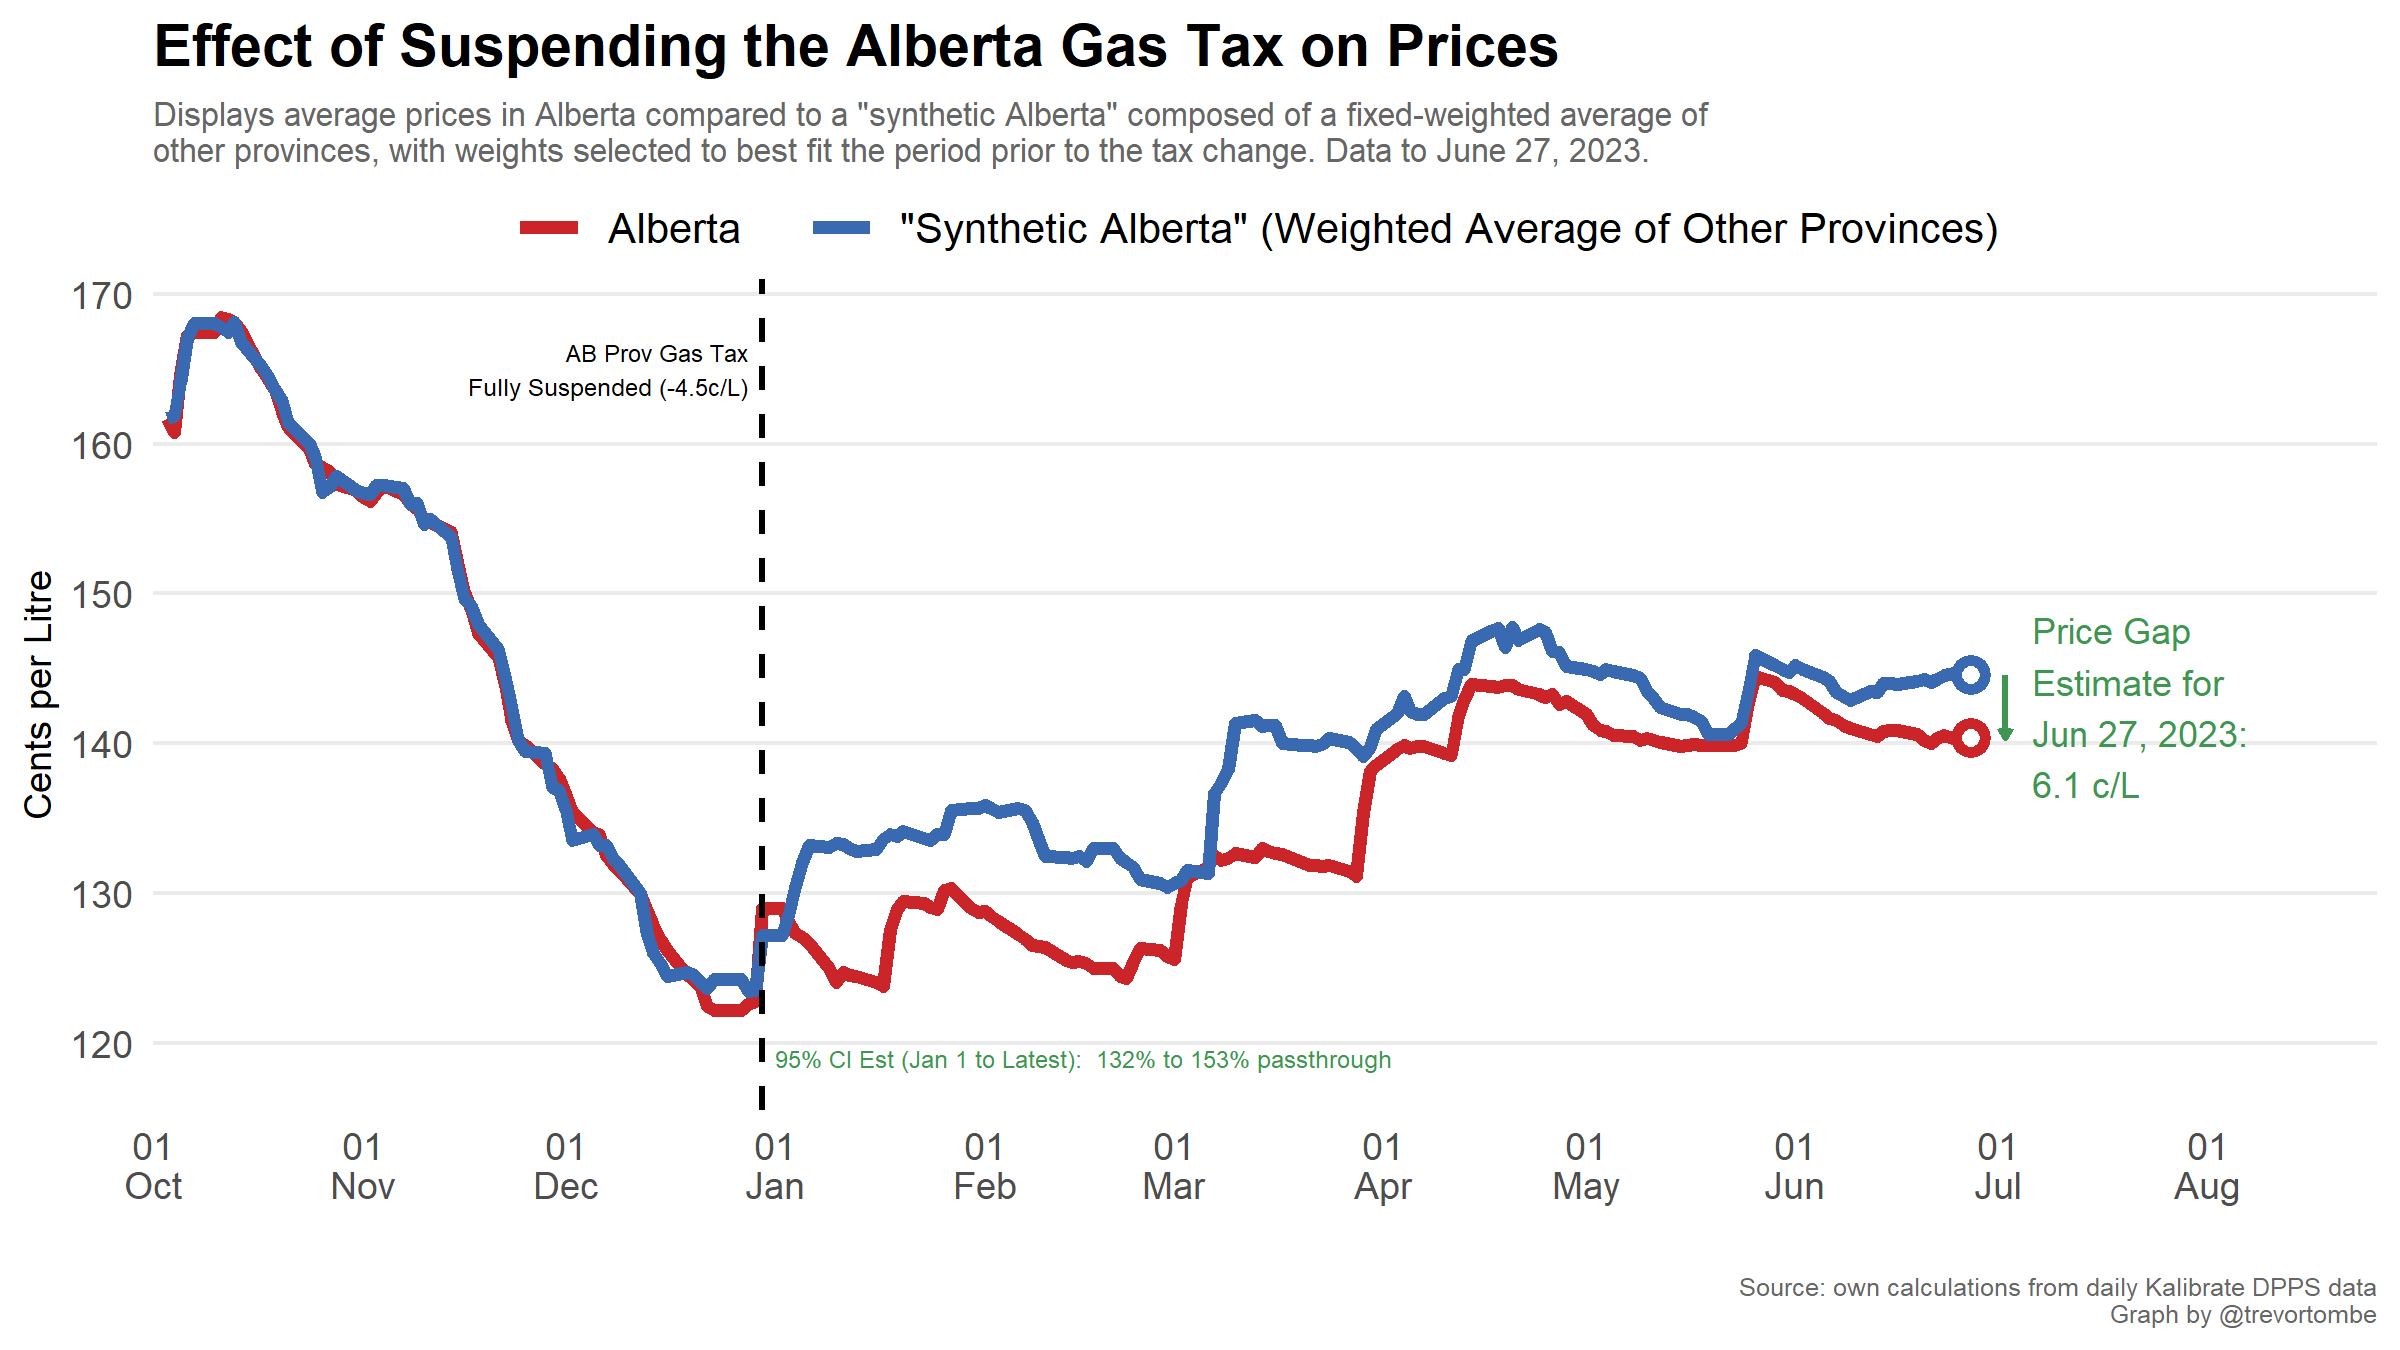 Effect of Suspending the Alberta Gas Tax on Prices
Displays average prices in Alberta compared to a "synthetic Alberta" composed of a fixed-weighted average of
other provinces, with weights selected to best fit the period prior to the tax change. Data to June 27, 2023.
Alberta
"Synthetic Alberta" (Weighted Average of Other Provinces)
Cents per Litre
170
160
150
140
130
120
AB Prov Gas Tax
Fully Suspended (-4.5c/L)
Price Gap
Estimate for
Jun 27, 2023:
6.1 c/L
95% CI Est (Jan 1 to Latest): 132% to 153% passthrough
01 01 01 01 01 01 01 01 01 01 01
Oct Nov Dec Jan Feb Mar Apr May Jun Jul Aug
Source: own calculations from daily Kalibrate DPPS data
Graph by @trevortombe